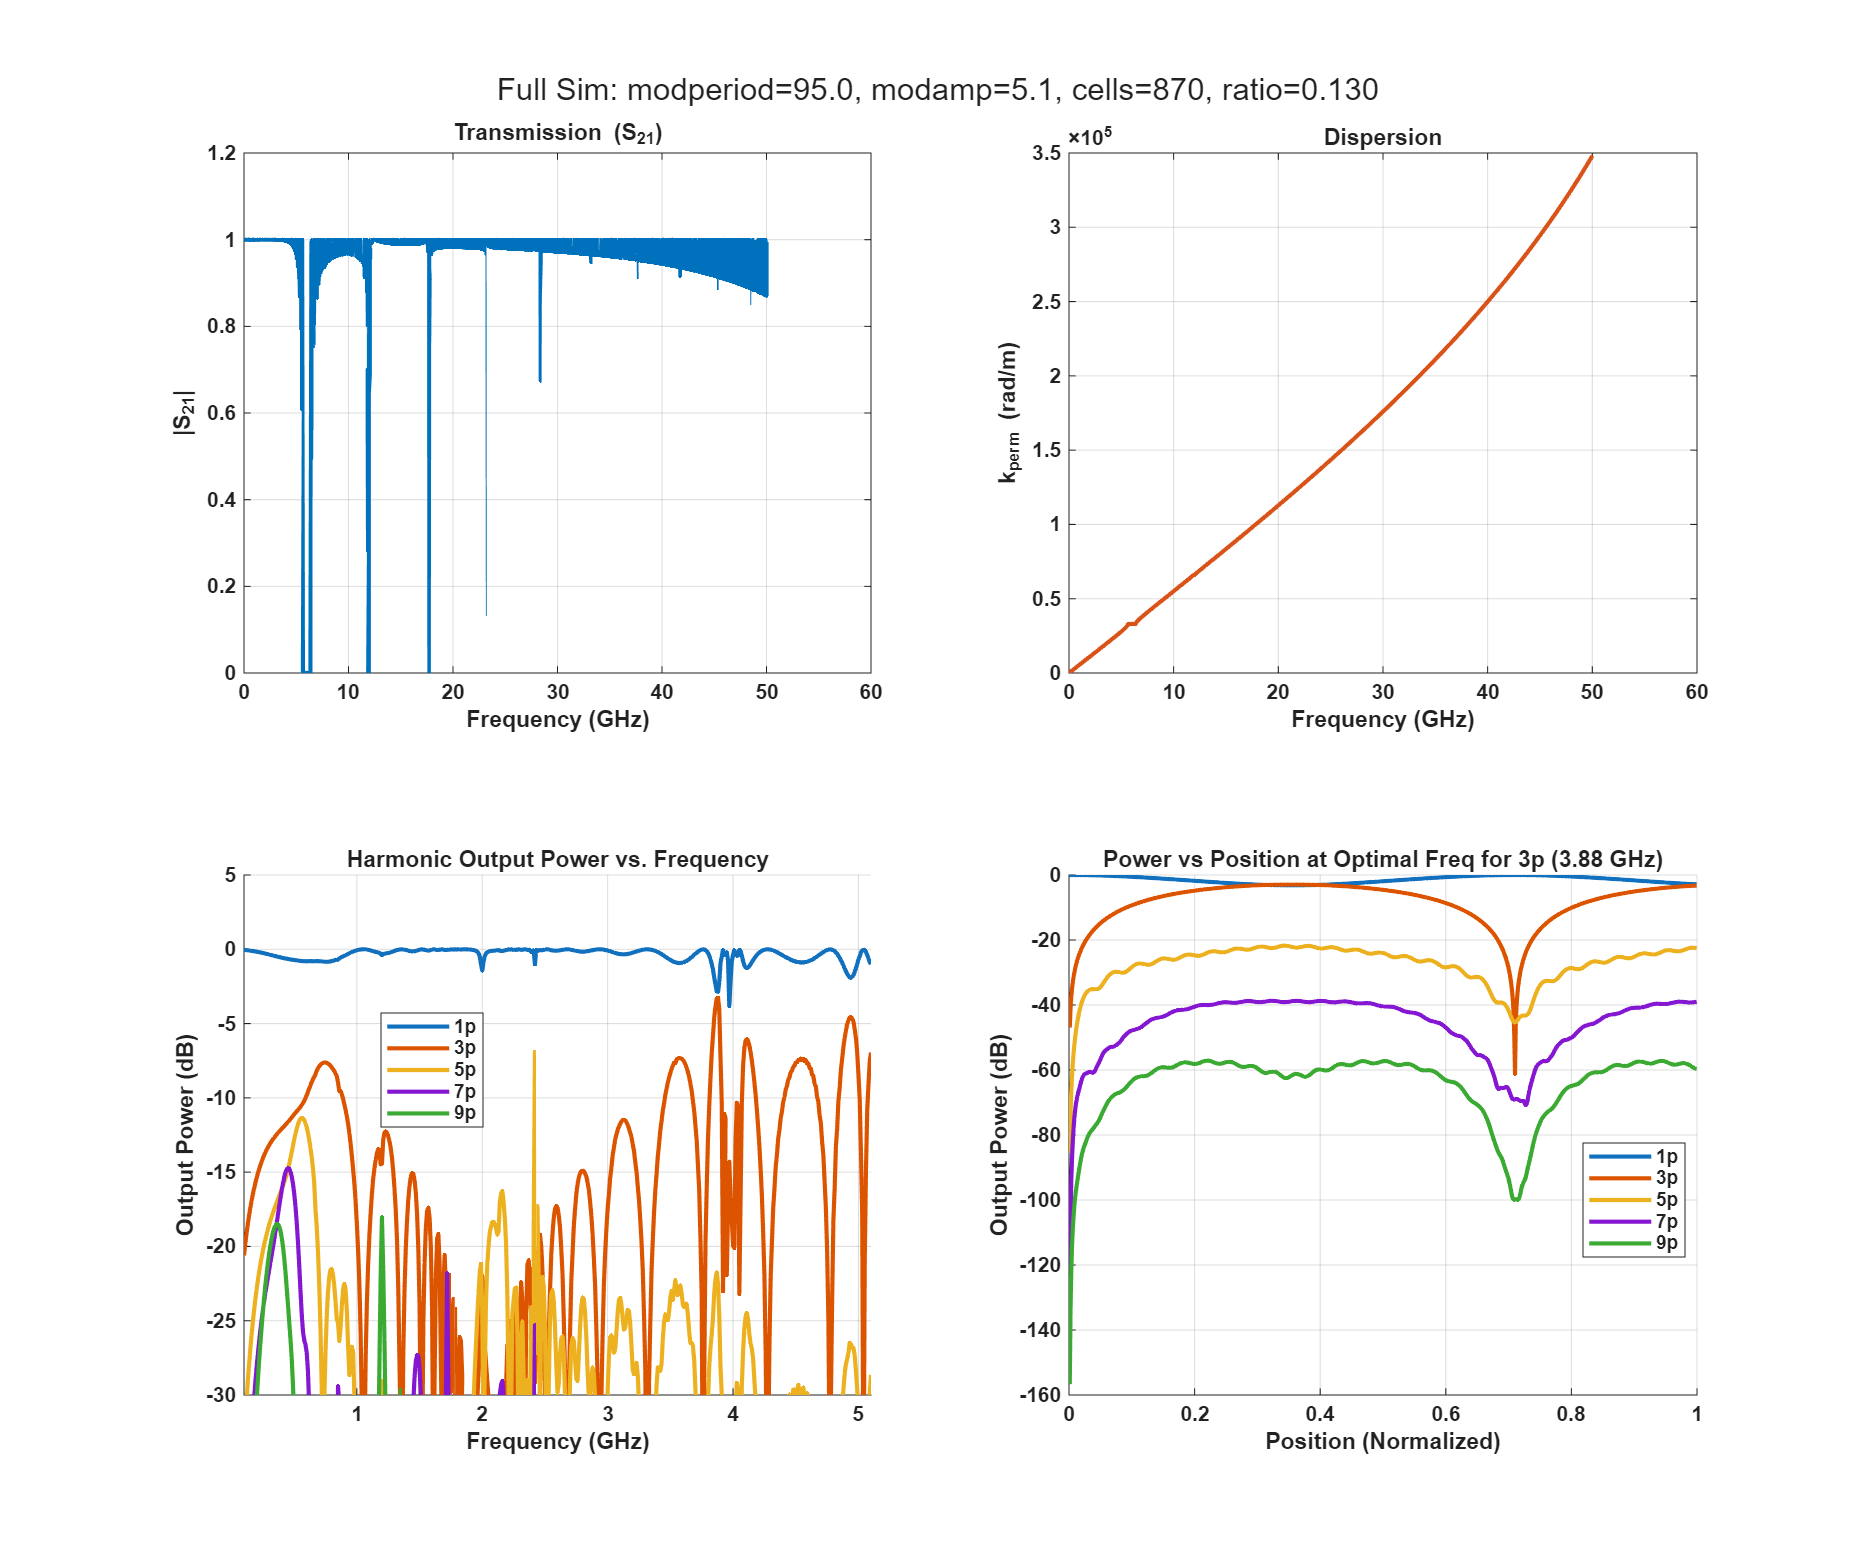 Full Sim: modperiod=95.0, modamp=5.1, cells=870, ratio=0.130
Transmission (S21)
1.2
1
0.8
0.6
0.4
0.2
0
|S21|
0 10 20 30 40 50 60
Frequency (GHz)
×10^5
Dispersion
3.5
3
2.5
2
1.5
1
0.5
0
kperm (rad/m)
0 10 20 30 40 50 60
Frequency (GHz)
Harmonic Output Power vs. Frequency
5
0
-5
-10
-15
-20
-25
-30
Output Power (dB)
1p
3p
5p
7p
9p
1 2 3 4 5
Frequency (GHz)
Power vs Position at Optimal Freq for 3p (3.88 GHz)
0
-20
-40
-60
-80
-100
-120
-140
-160
Output Power (dB)
1p
3p
5p
7p
9p
0 0.2 0.4 0.6 0.8 1
Position (Normalized)